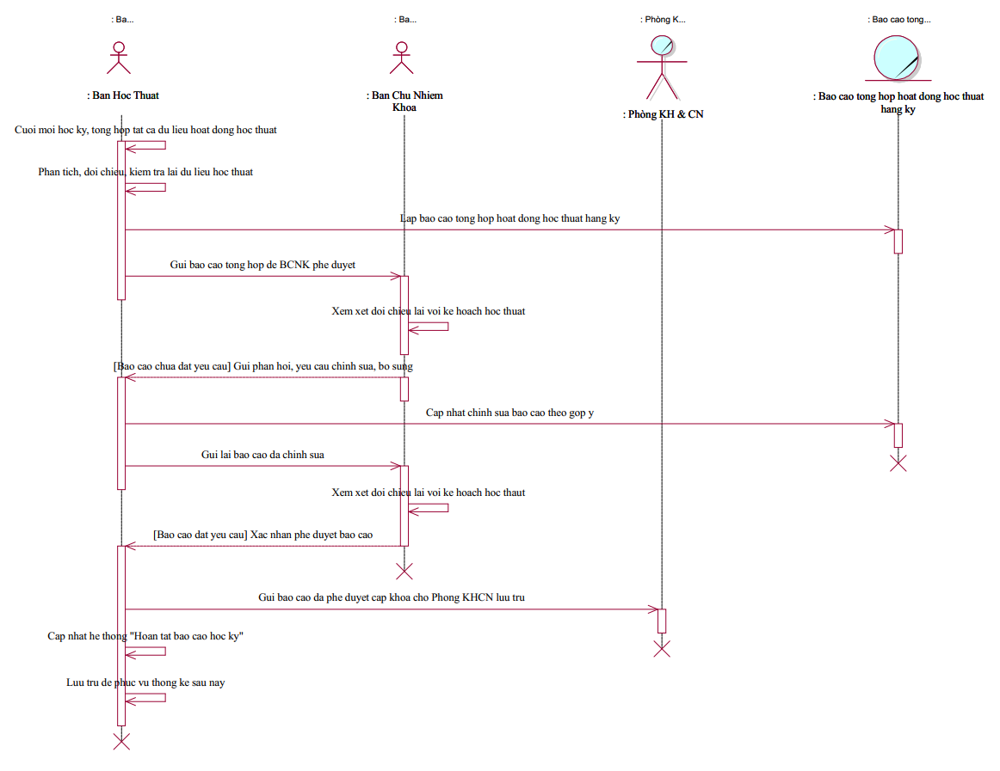 : Ba...
: Ba...
: Phòng K...
: Bao cao tong...
: Ban Hoc Thuat
: Ban Chu Nhiem
Khoa
: Phòng KH & CN
: Bao cao tong hop hoat dong hoc thuat
hang ky
Cuoi moi hoc ky, tong hop tat ca du lieu hoat dong hoc thuat
Phan tich, doi chieu, kiem tra lai du lieu hoc thuat
Lap bao cao tong hop hoat dong hoc thuat hang ky
Gui bao cao tong hop de BCNK phe duyet
Xem xet doi chieu lai voi ke hoach hoc thuat
[Bao cao chua dat yeu cau] Gui phan hoi, yeu cau chinh sua, bo sung
Cap nhat chinh sua bao cao theo gop y
Gui lai bao cao da chinh sua
Xem xet doi chieu lai voi ke hoach hoc thaut
[Bao cao dat yeu cau] Xac nhan phe duyet bao cao
Gui bao cao da phe duyet cap khoa cho Phong KHCN luu tru
Cap nhat he thong "Hoan tat bao cao hoc ky"
Luu tru de phuc vu thong ke sau nay